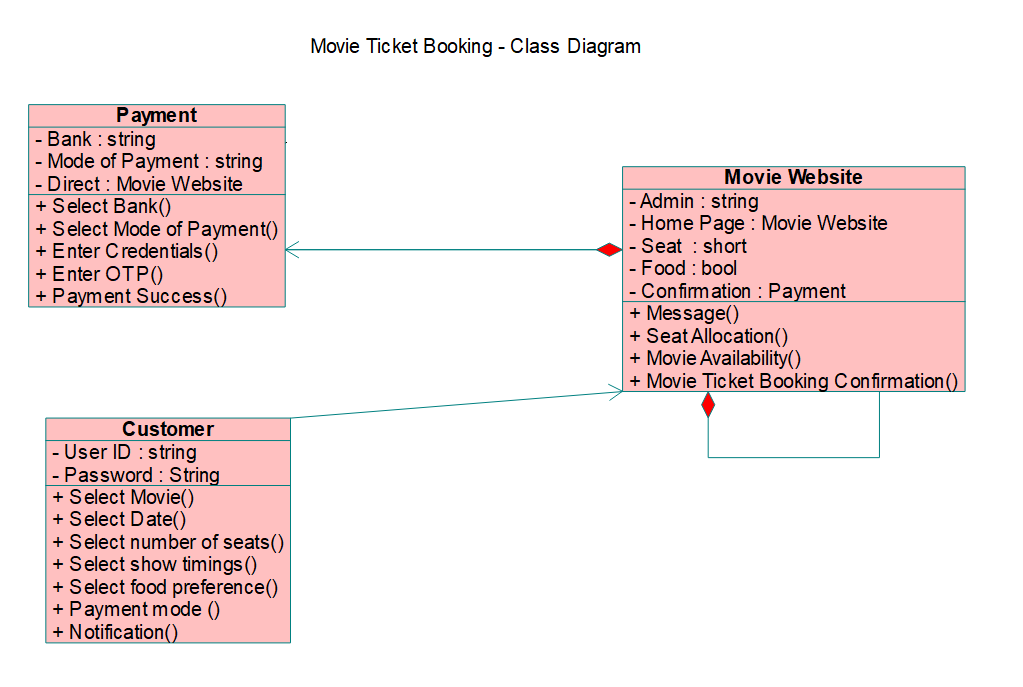 Movie Ticket Booking - Class Diagram
Payment
- Bank : string
- Mode of Payment : string
- Direct : Movie Website
+ Select Bank()
+ Select Mode of Payment()
+ Enter Credentials()
+ Enter OTP()
+ Payment Success()
Movie Website
- Admin : string
- Home Page : Movie Website
- Seat : short
- Food : bool
- Confirmation : Payment
+ Message()
+ Seat Allocation()
+ Movie Availability()
+ Movie Ticket Booking Confirmation()
Customer
- User ID : string
- Password : String
+ Select Movie()
+ Select Date()
+ Select number of seats()
+ Select show timings()
+ Select food preference()
+ Payment mode ()
+ Notification()